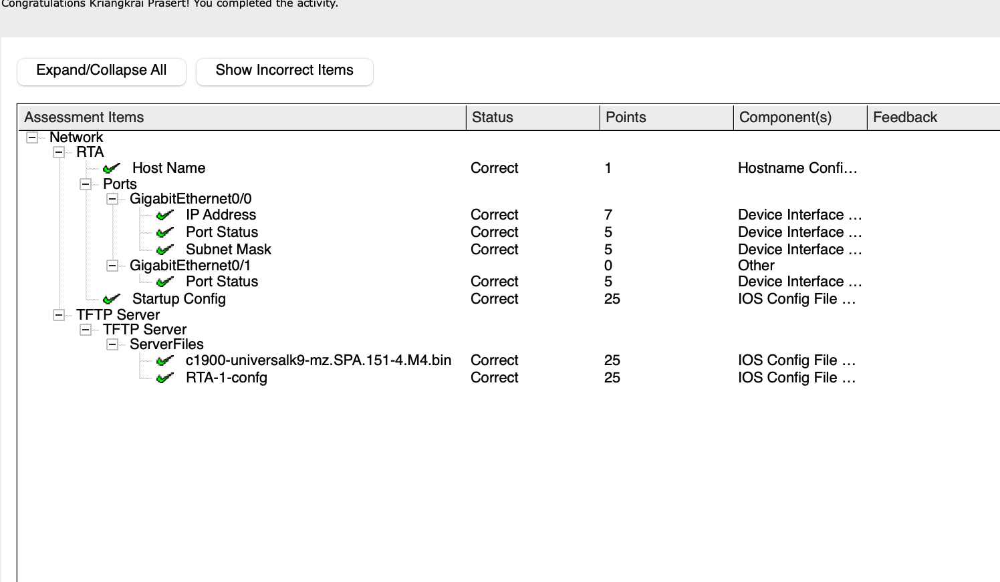 Congratulations Kriangkrai Prasert! You completed the activity.
Expand/Collapse All Show Incorrect Items
Assessment Items Status Points Component(s) Feedback
Network
RTA
Host Name Correct 1 Hostname Confi...
Ports
GigabitEthernet0/0
IP Address Correct 7 Device Interface ...
Port Status Correct 5 Device Interface ...
Subnet Mask Correct 5 Device Interface ...
GigabitEthernet0/1 0 Other
Port Status Correct 5 Device Interface ...
Startup Config Correct 25 IOS Config File ...
TFTP Server
TFTP Server
ServerFiles
c1900-universalk9-mz.SPA.151-4.M4.bin Correct 25 IOS Config File ...
RTA-1-confg Correct 25 IOS Config File ...